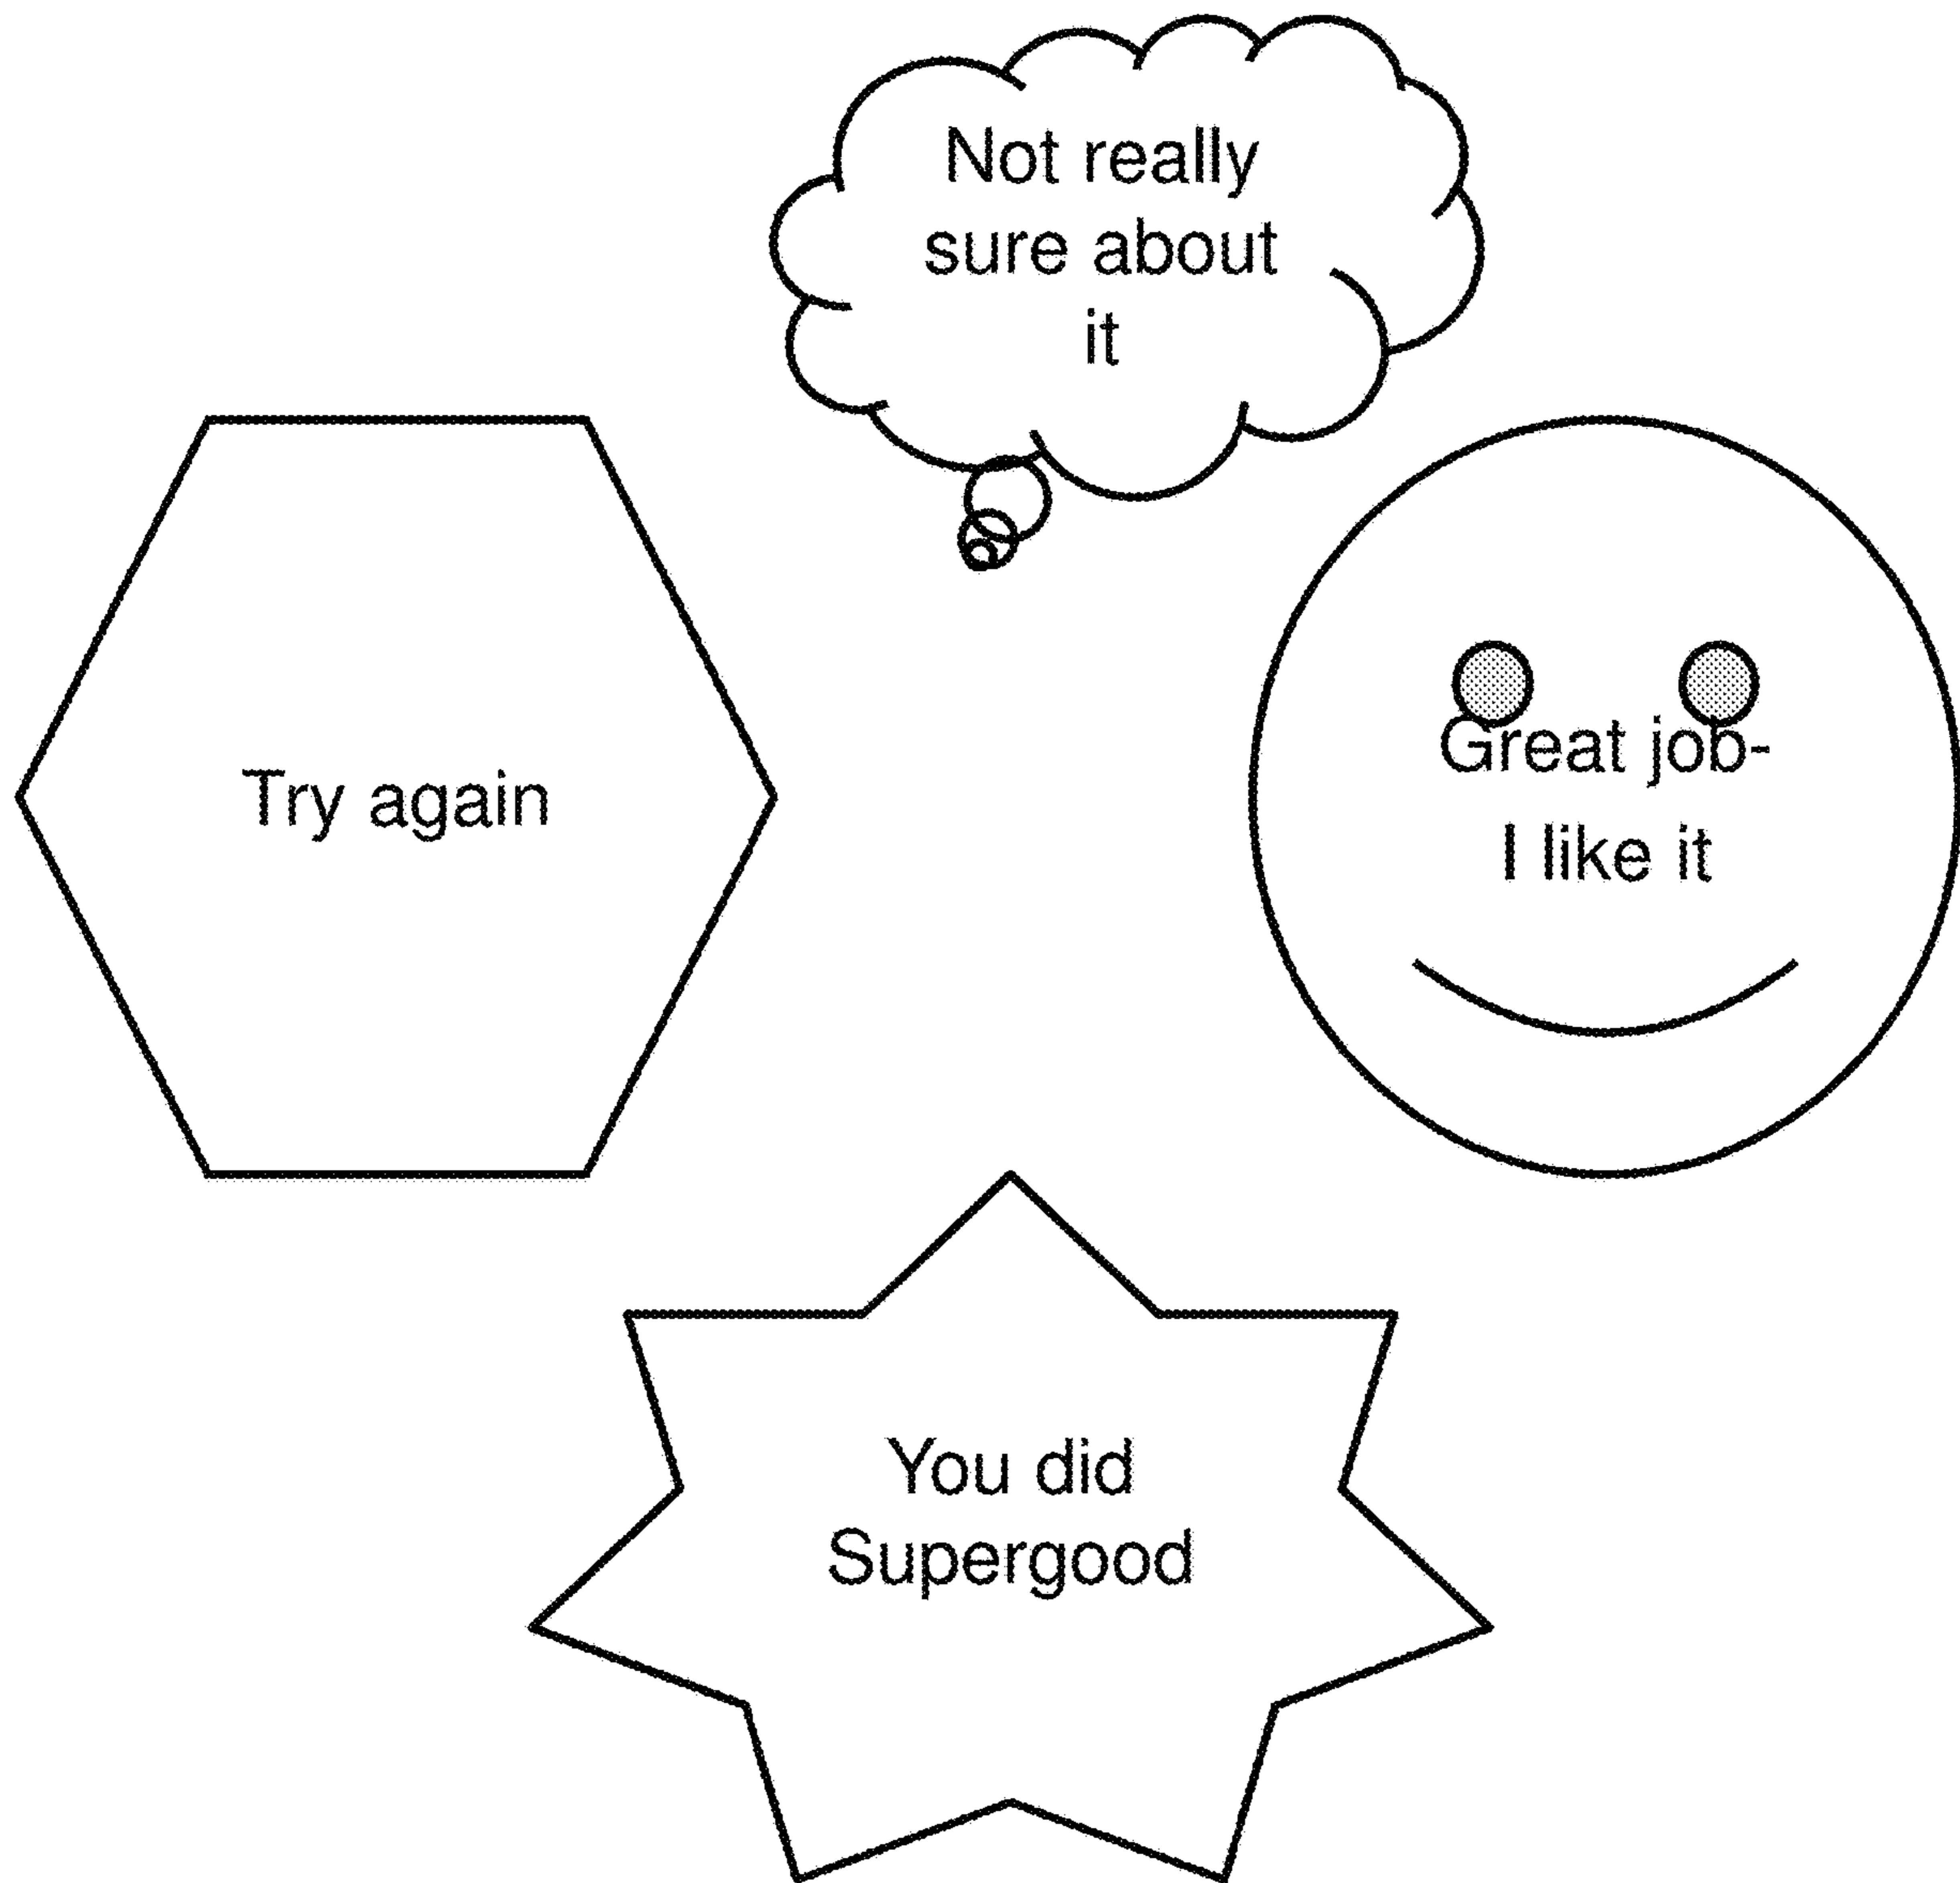 Not really
sure about
it
Try again
Great job-
I like it
You did
Supergood